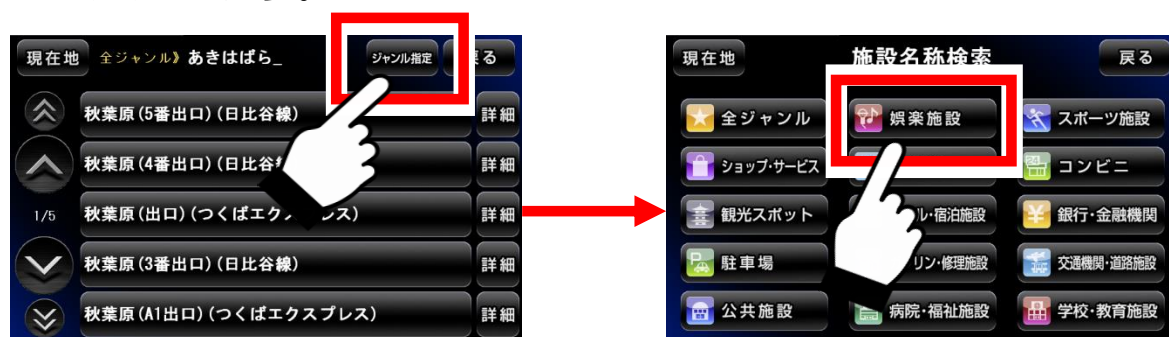 現在地 全ジャンル》あきはばら_ ジャンル指定 る
秋葉原(5番出口)(日比谷線) 詳細
秋葉原(4番出口)(日比谷 詳細
1/5 秋葉原(出口)(つくばエクスプレス) 詳細
秋葉原(3番出口)(日比谷線) 詳細
秋葉原(A1出口)(つくばエクスプレス) 詳細
現在地 施設名称検索 戻る
全ジャンル 娯楽施設 スポーツ施設
ショップ・サービス コンビニ
観光スポット ル・宿泊施設 銀行・金融機関
駐車場 リン・修理施設 交通機関・道路施設
公共施設 病院・福祉施設 学校・教育施設